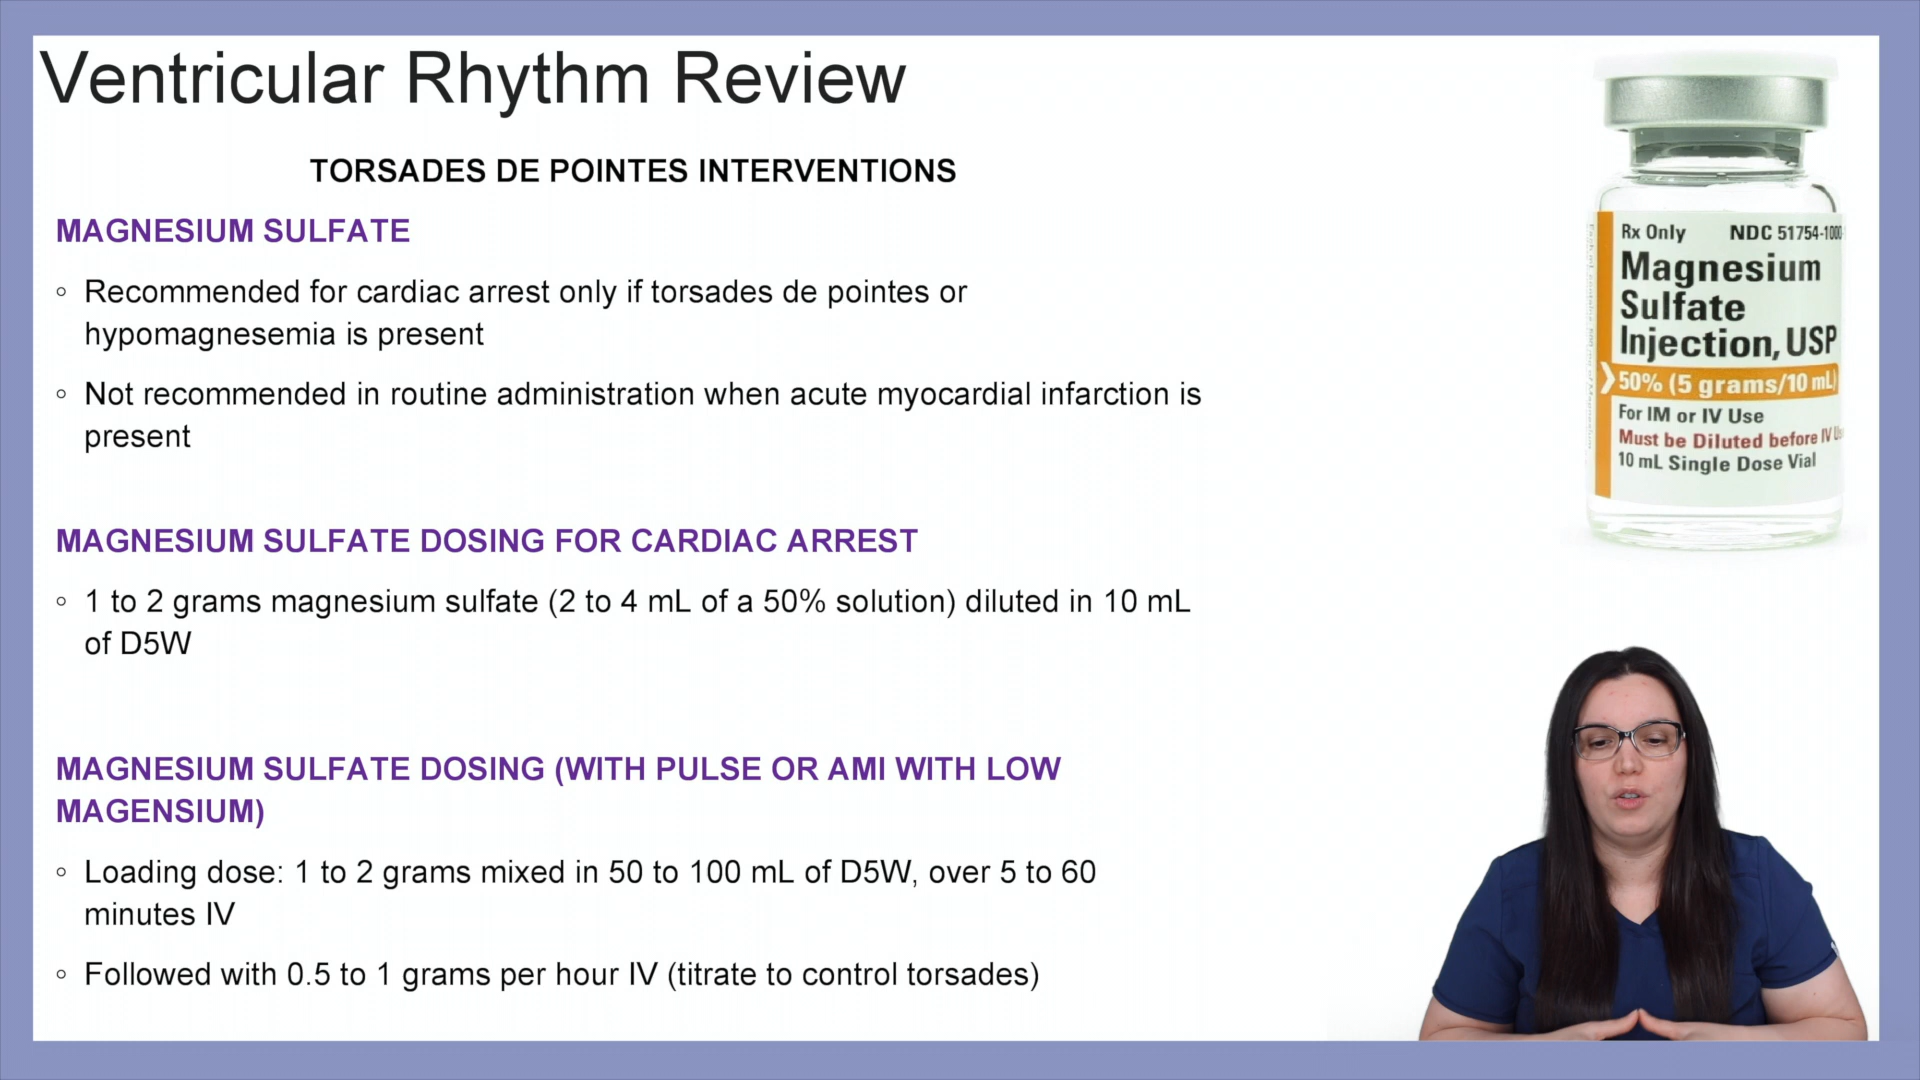 Ventricular Rhythm Review
TORSADES DE POINTES INTERVENTIONS
MAGNESIUM SULFATE
◦ Recommended for cardiac arrest only if torsades de pointes or
hypomagnesemia is present
◦ Not recommended in routine administration when acute myocardial infarction is
present
MAGNESIUM SULFATE DOSING FOR CARDIAC ARREST
◦ 1 to 2 grams magnesium sulfate (2 to 4 mL of a 50% solution) diluted in 10 mL
of D5W
MAGNESIUM SULFATE DOSING (WITH PULSE OR AMI WITH LOW
MAGENSIUM)
◦ Loading dose: 1 to 2 grams mixed in 50 to 100 mL of D5W, over 5 to 60
minutes IV
◦ Followed with 0.5 to 1 grams per hour IV (titrate to control torsades)
Rx Only NDC 51754-1000
Magnesium
Sulfate
Injection, USP
50% (5 grams/10 mL)
For IM or IV Use
Must be Diluted before IV
10 mL Single Dose Vial